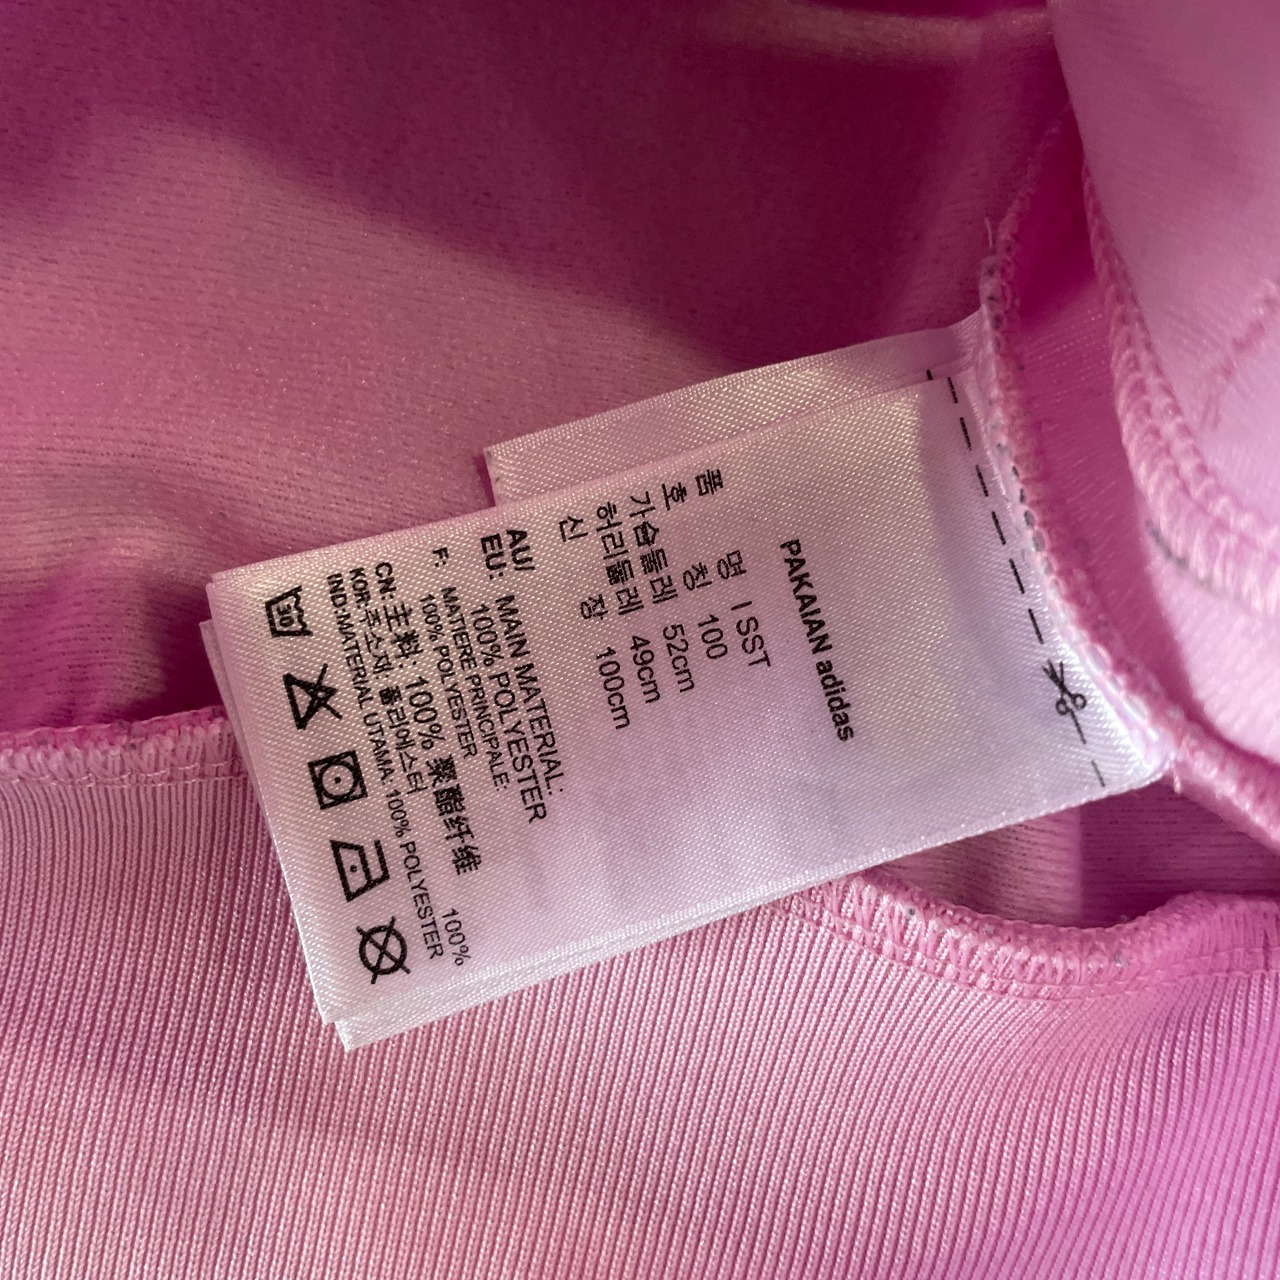 PAKAIAN adidas
품 명 I SST
호 칭 100
가슴둘레 52cm
허리둘레 49cm
신 장 100cm
AU/
EU: MAIN MATERIAL:
100% POLYESTER
F: MATIERE PRINCIPALE:
100% POLYESTER
CN: 主料: 100% 聚酯纤维
KOR: 주소재: 폴리에스터 100%
IND:MATERIAL UTAMA: 100% POLYESTER
30